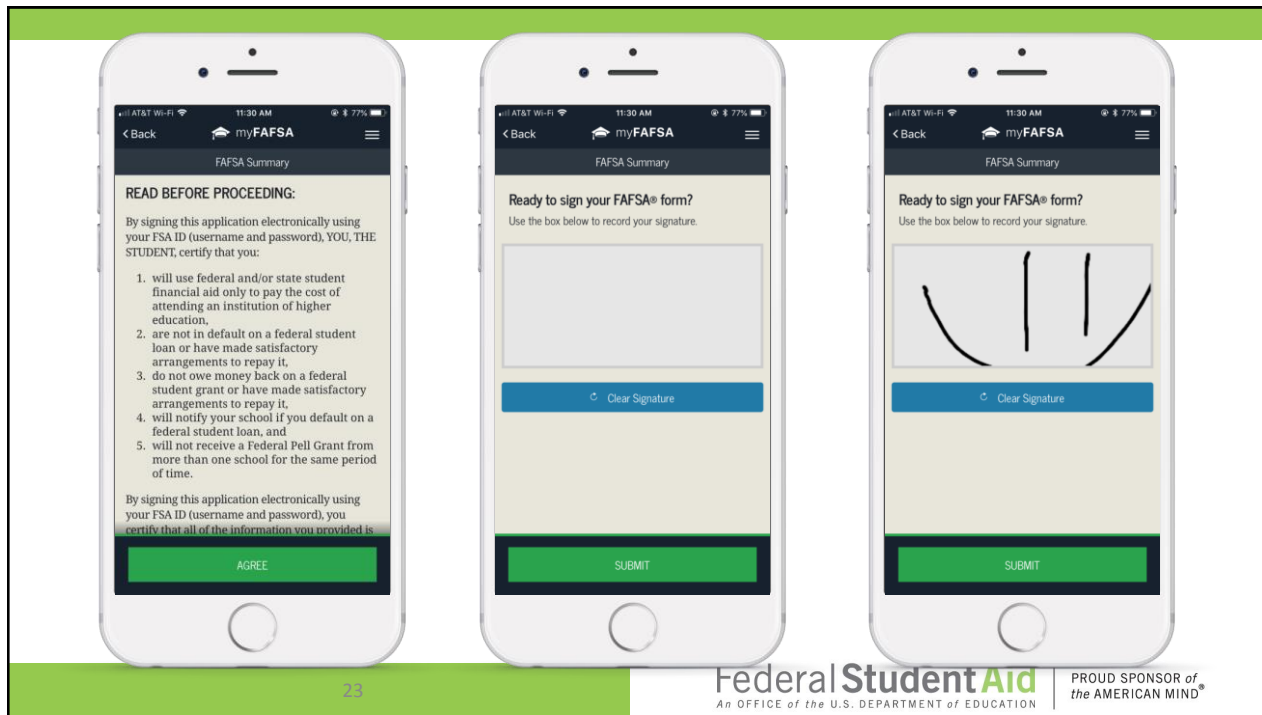 AT&T Wi-Fi 11:30 AM 77%
Back myFAFSA
FAFSA Summary
READ BEFORE PROCEEDING:
By signing this application electronically using
your FSA ID (username and password), YOU, THE
STUDENT, certify that you:
1. will use federal and/or state student
financial aid only to pay the cost of
attending an institution of higher
education,
2. are not in default on a federal student
loan or have made satisfactory
arrangements to repay it,
3. do not owe money back on a federal
student grant or have made satisfactory
arrangements to repay it,
4. will notify your school if you default on a
federal student loan, and
5. will not receive a Federal Pell Grant from
more than one school for the same period
of time.
By signing this application electronically using
your FSA ID (username and password), you
certify that all of the information you provided is
AGREE
AT&T Wi-Fi 11:30 AM 77%
Back myFAFSA
FAFSA Summary
Ready to sign your FAFSA® form?
Use the box below to record your signature.
Clear Signature
SUBMIT
AT&T Wi-Fi 11:30 AM 77%
Back myFAFSA
FAFSA Summary
Ready to sign your FAFSA® form?
Use the box below to record your signature.
Clear Signature
SUBMIT
23
Federal Student Aid
An OFFICE of the U.S. DEPARTMENT of EDUCATION
PROUD SPONSOR of
the AMERICAN MIND®